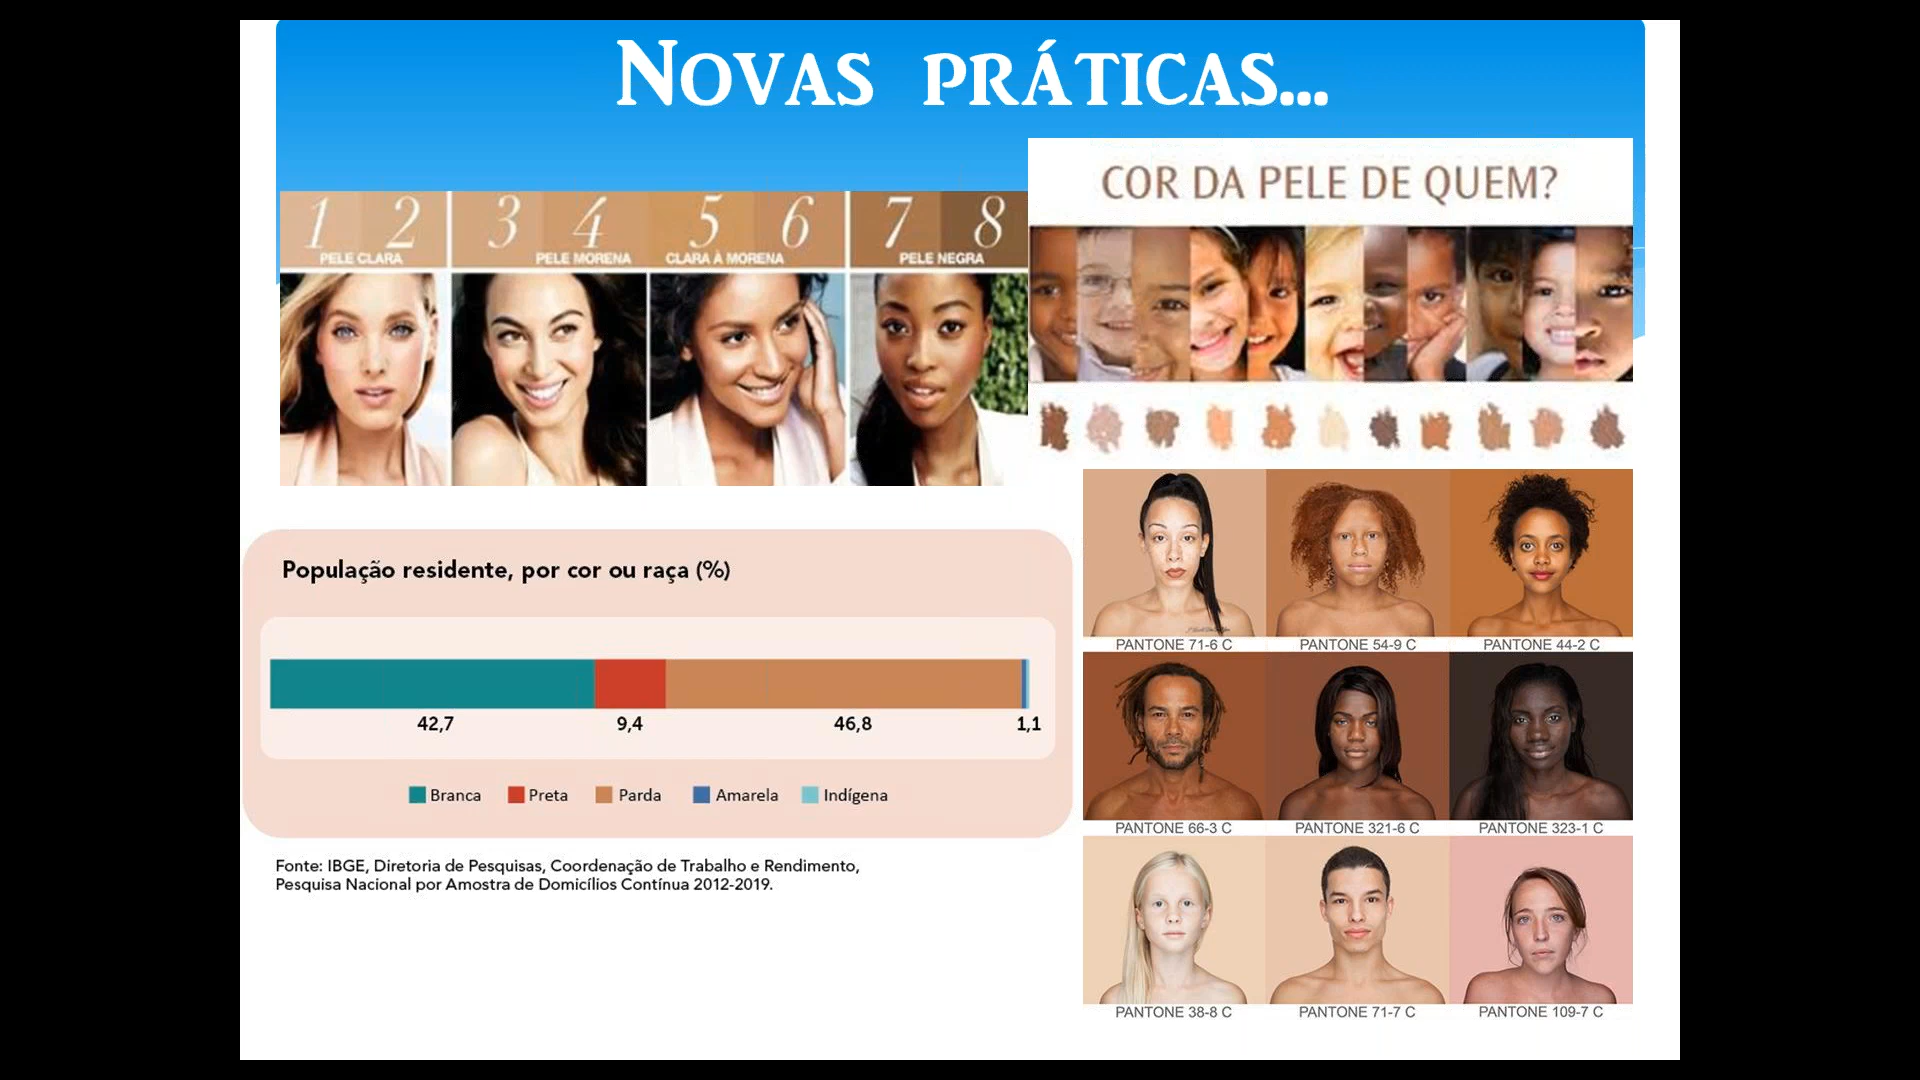 Novas práticas...
1 2 3 4 5 6 7 8
PELE CLARA PELE MORENA CLARA À MORENA PELE NEGRA
COR DA PELE DE QUEM?
População residente, por cor ou raça (%)
42,7 9,4 46,8 1,1
Branca Preta Parda Amarela Indígena
Fonte: IBGE, Diretoria de Pesquisas, Coordenação de Trabalho e Rendimento,
Pesquisa Nacional por Amostra de Domicílios Contínua 2012-2019.
PANTONE 71-6 C PANTONE 54-9 C PANTONE 44-2 C
PANTONE 66-3 C PANTONE 321-6 C PANTONE 323-1 C
PANTONE 38-8 C PANTONE 71-7 C PANTONE 109-7 C